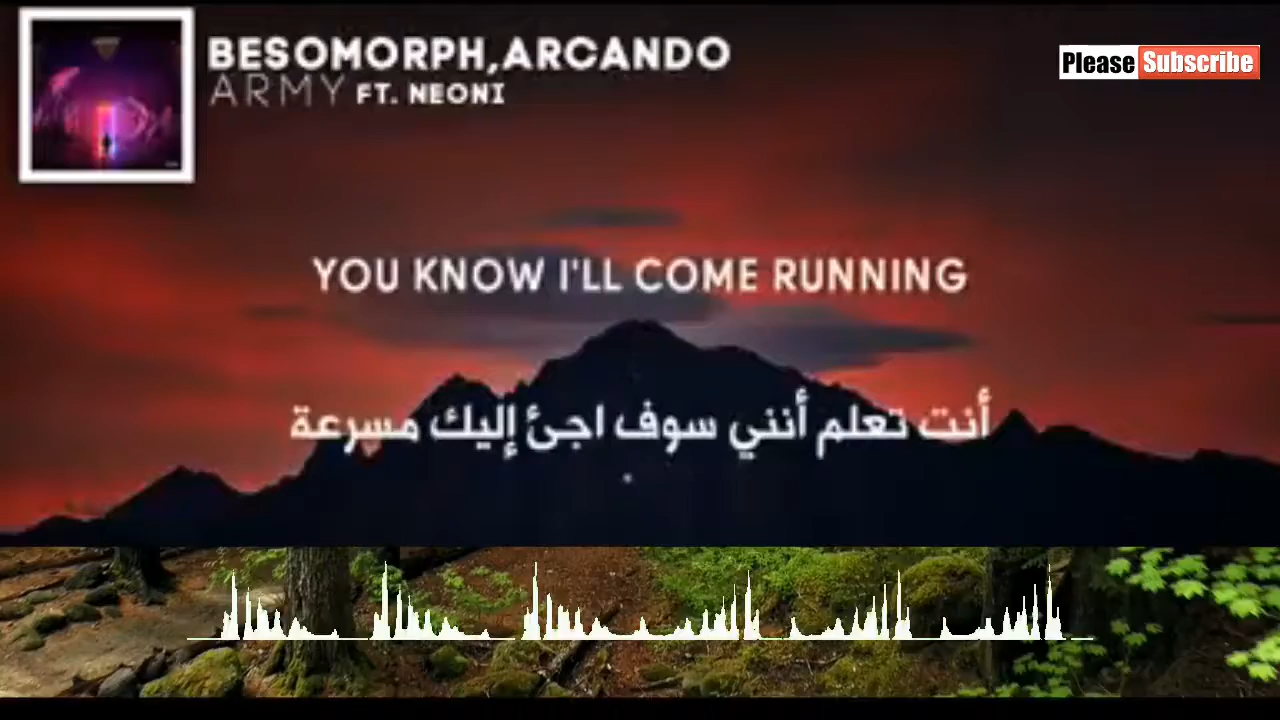 BESOMORPH,ARCANDO
ARMY FT. NEONI
Please Subscribe
YOU KNOW I'LL COME RUNNING
أنت تعلم أنني سوف اجئ إليك مسرعة